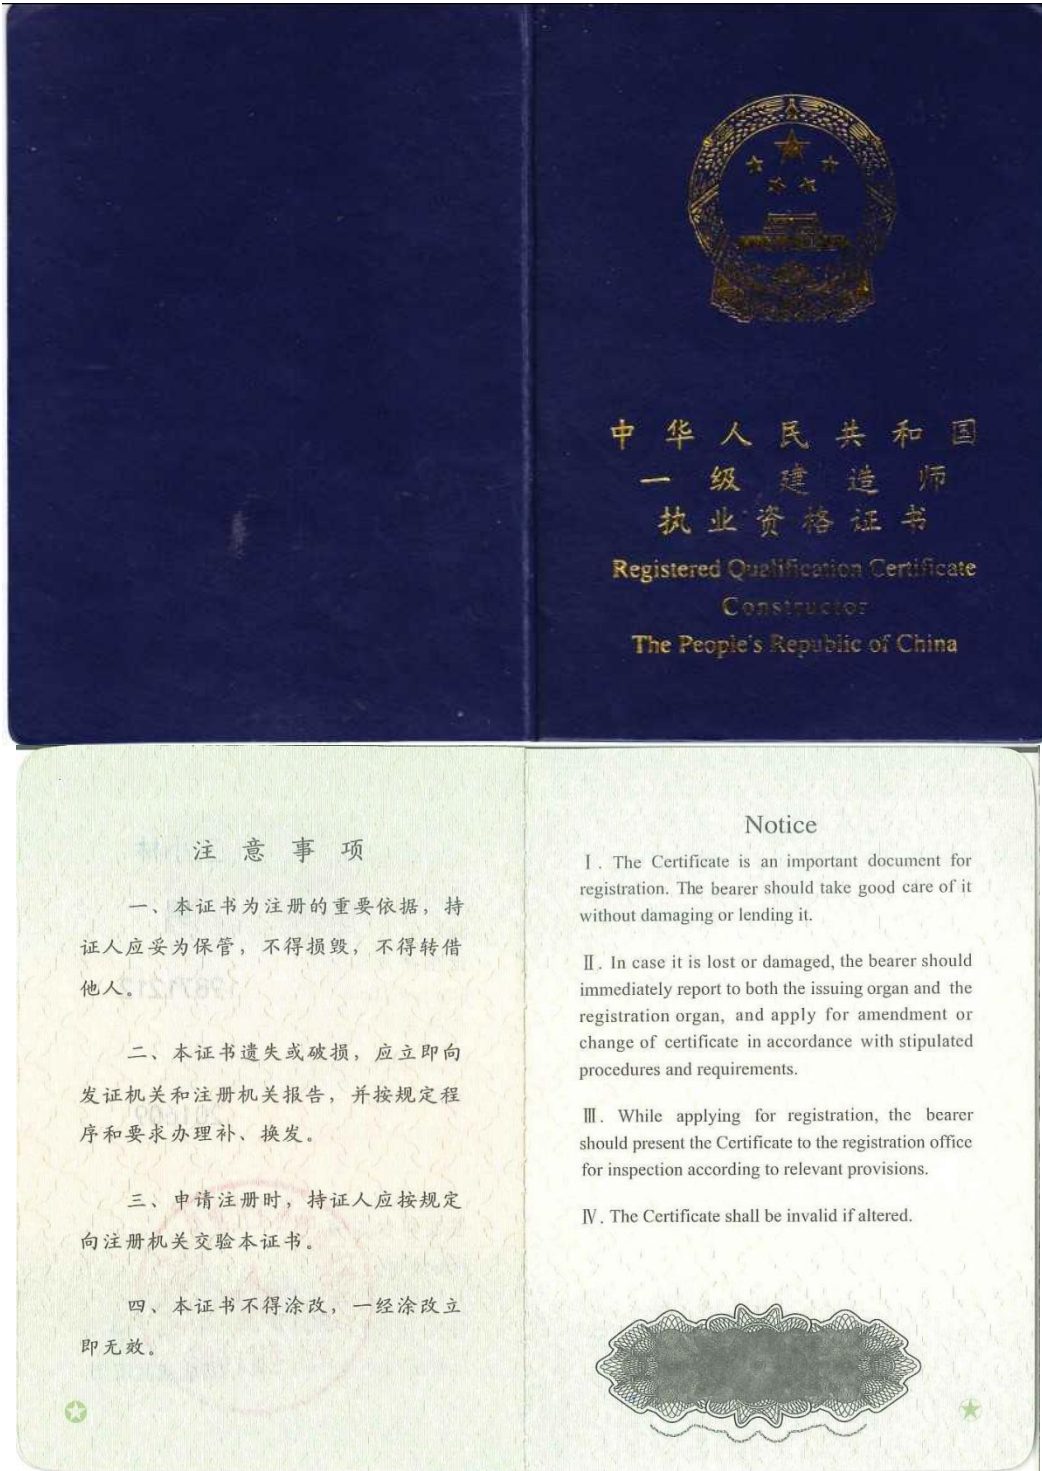 中华人民共和国
一级建造师
执业资格证书
Registered Qualification Certificate
Constructor
The People's Republic of China
注意事项
一、本证书为注册的重要依据，持
证人应妥为保管，不得损毁，不得转借
他人。
二、本证书遗失或破损，应立即向
发证机关和注册机关报告，并按规定程
序和要求办理补、换发。
三、申请注册时，持证人应按规定
向注册机关交验本证书。
四、本证书不得涂改，一经涂改立
即无效。
Notice
Ⅰ. The Certificate is an important document for
registration. The bearer should take good care of it
without damaging or lending it.
Ⅱ. In case it is lost or damaged, the bearer should
immediately report to both the issuing organ and the
registration organ, and apply for amendment or
change of certificate in accordance with stipulated
procedures and requirements.
Ⅲ. While applying for registration, the bearer
should present the Certificate to the registration office
for inspection according to relevant provisions.
Ⅳ. The Certificate shall be invalid if altered.